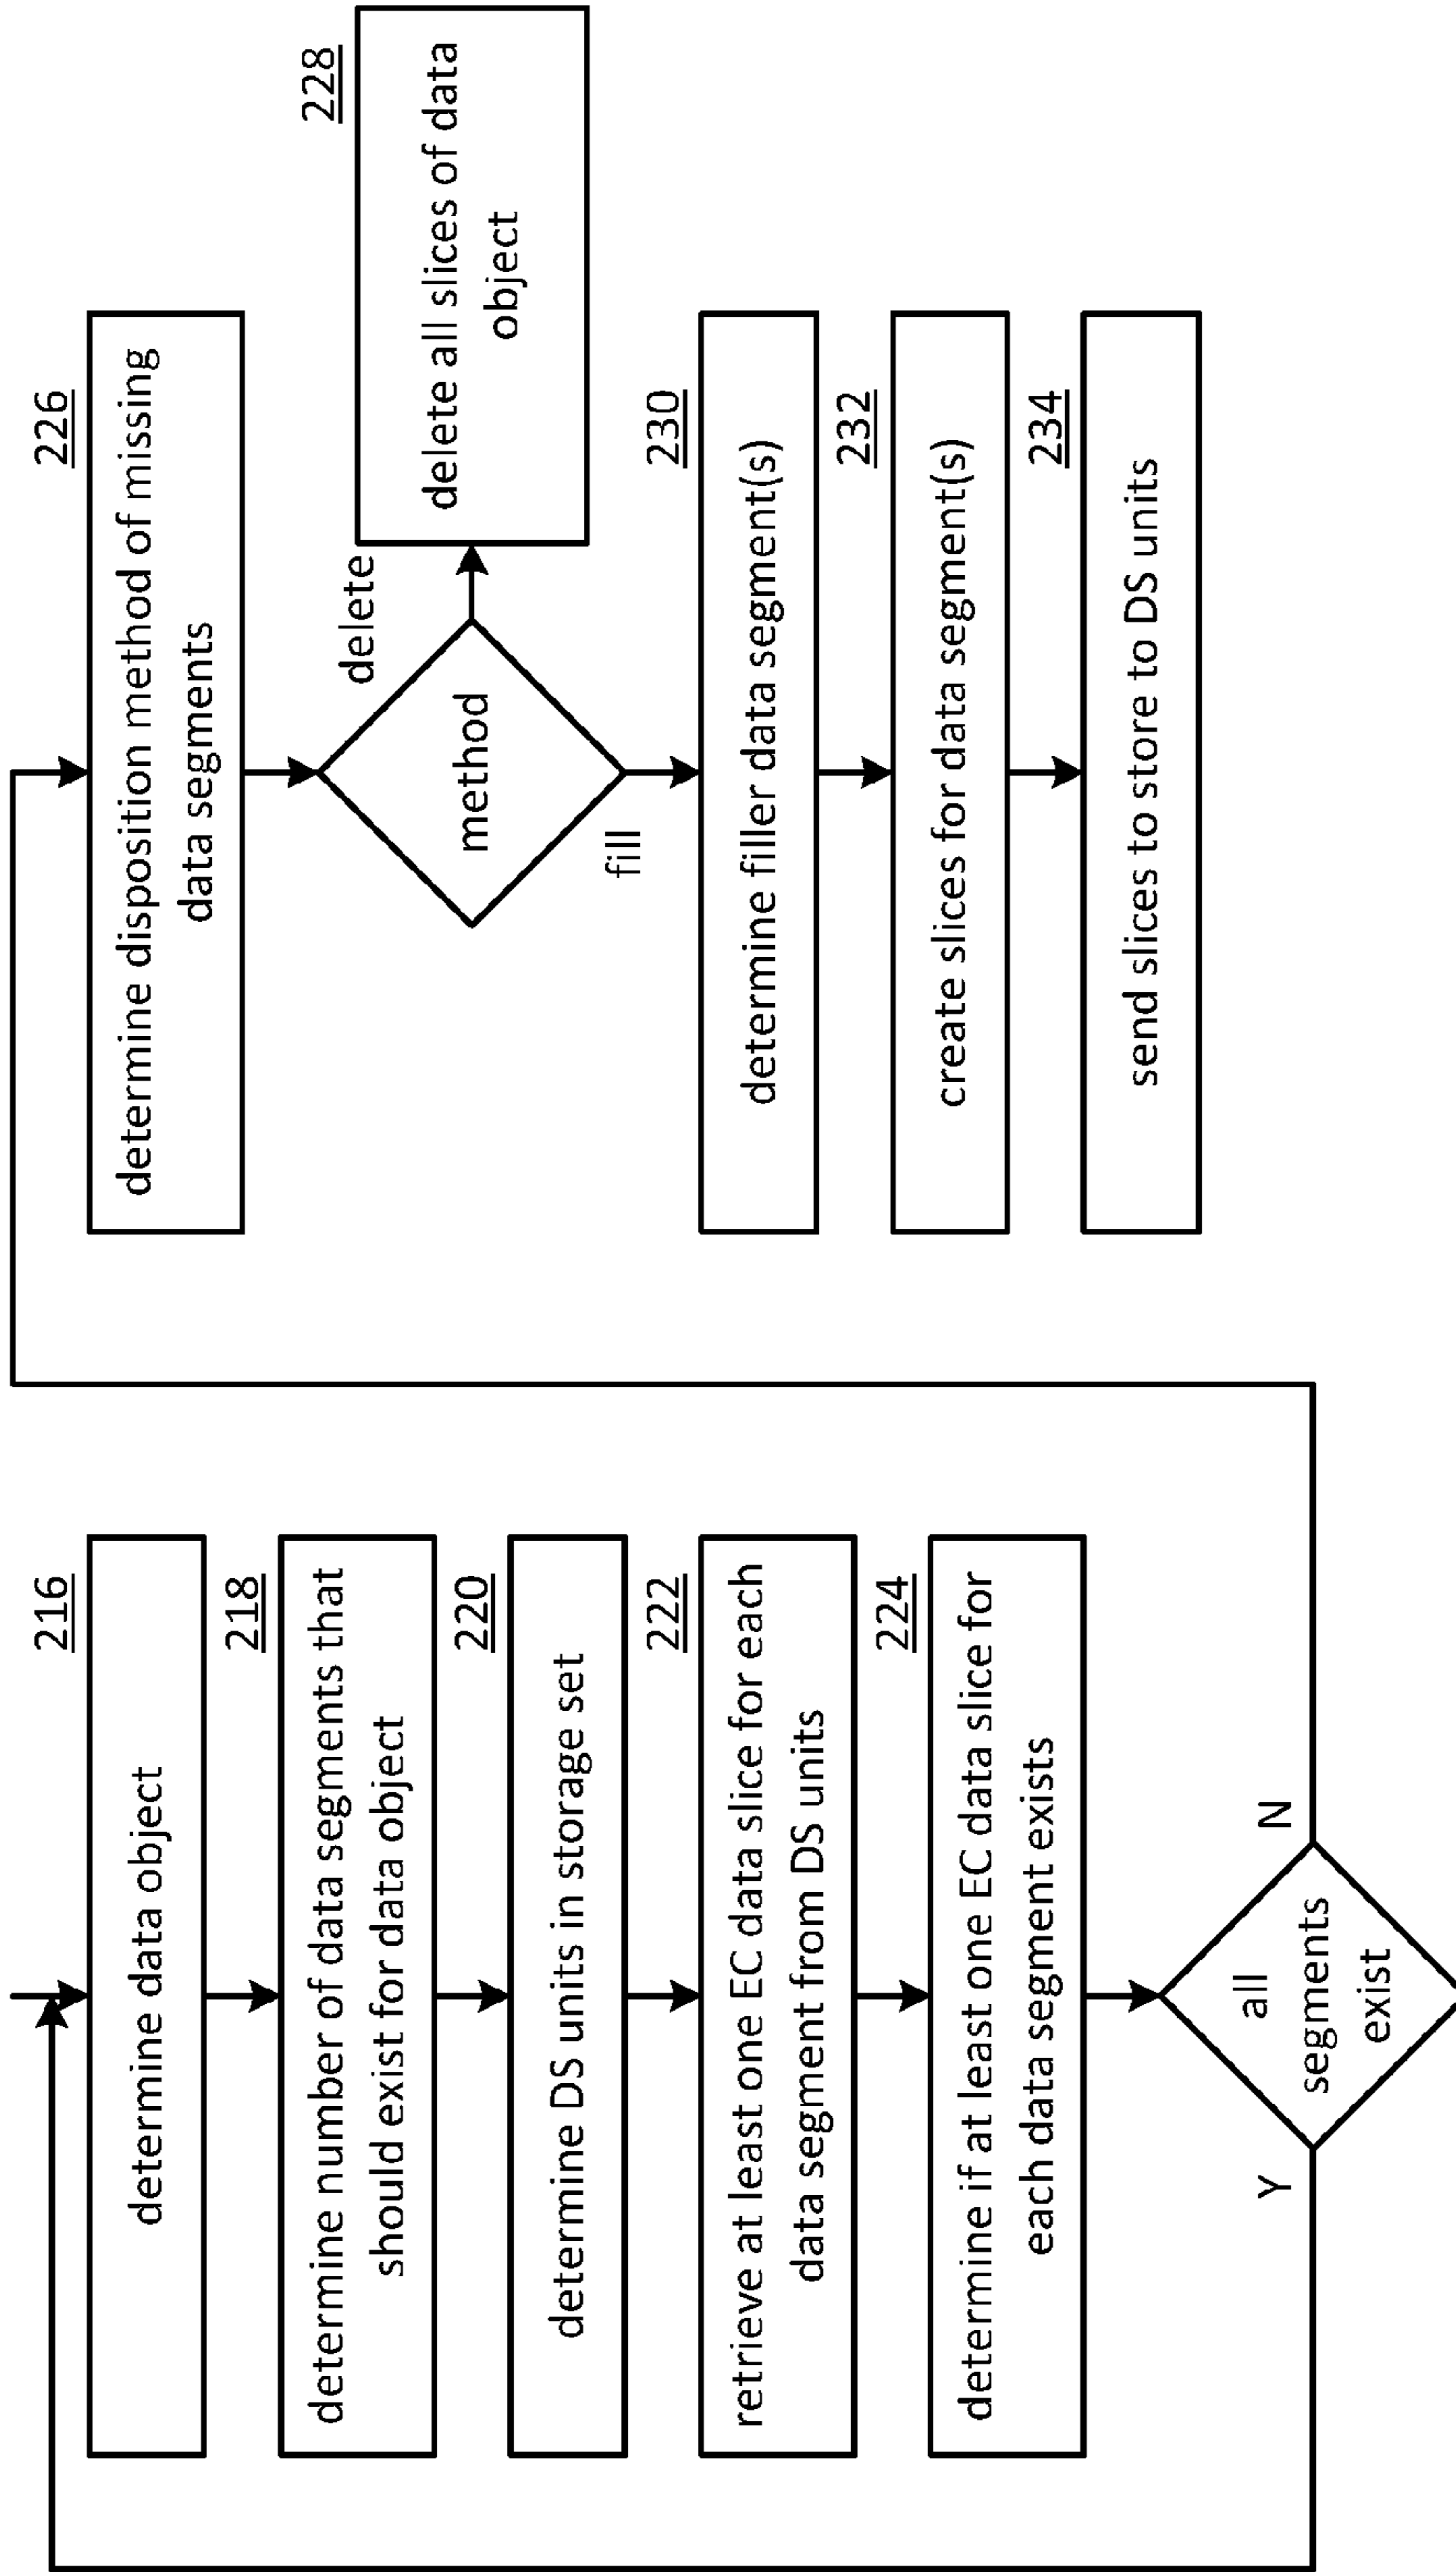 216
determine data object
218
determine number of data segments that
should exist for data object
220
determine DS units in storage set
222
retrieve at least one EC data slice for each
data segment from DS units
224
determine if at least one EC data slice for
each data segment exists
all
segments
exist
Y
N
226
determine disposition method of missing
data segments
method
delete
228
delete all slices of data
object
fill
230
determine filler data segment(s)
232
create slices for data segment(s)
234
send slices to store to DS units